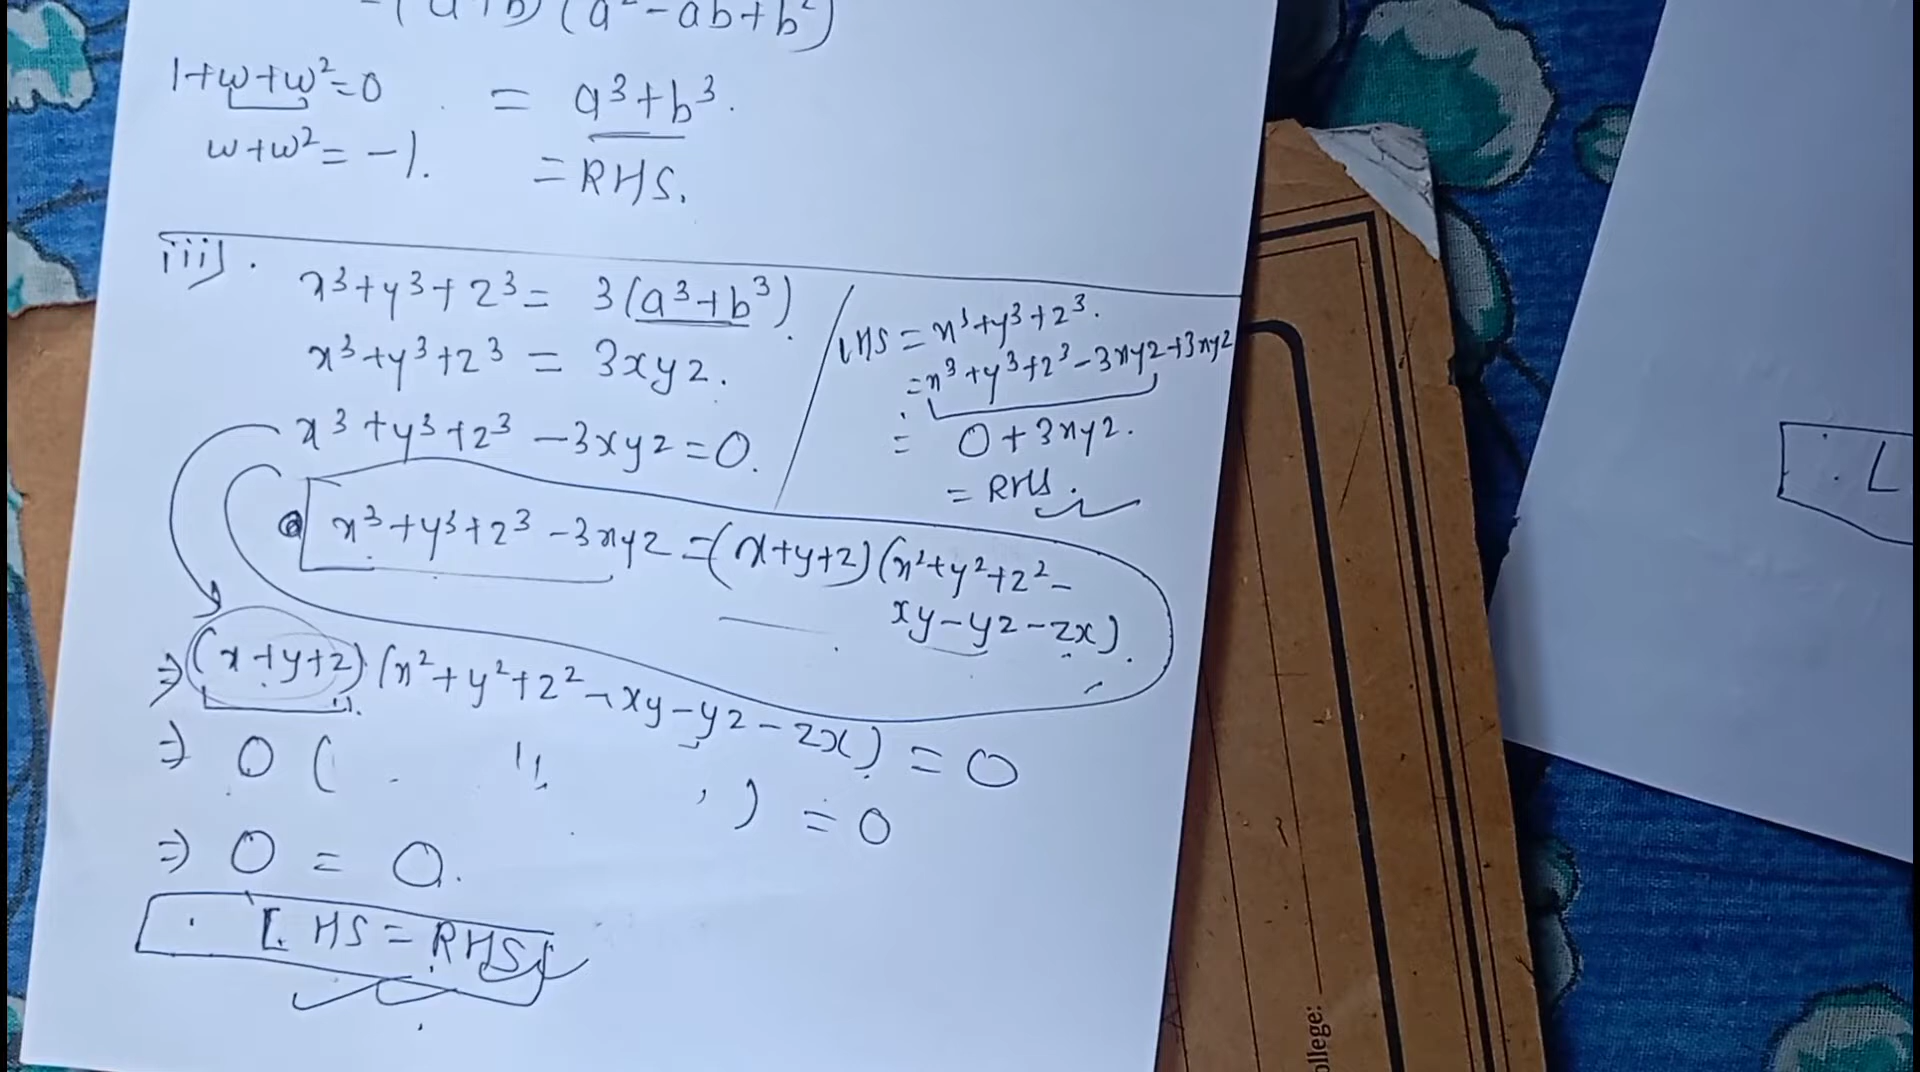 -(a+b)(a²-ab+b²)
1+w+w²=0
w+w²=-1.
= a³+b³.
=RHS.
iii).
x³+y³+z³= 3(a³+b³).
x³+y³+z³ = 3xyz.
x³+y³+z³-3xyz=0.
LHS=x³+y³+z³.
=x³+y³+z³-3xyz+3xyz
= 0+3xyz.
= RHS.
x³+y³+z³-3xyz=(x+y+z)(x²+y²+z²-
xy-yz-zx).
⇒(x+y+z)(x²+y²+z²-xy-yz-zx)=0
⇒ 0( " )=0
⇒ 0 = 0.
LHS=RHS
L
ollege: